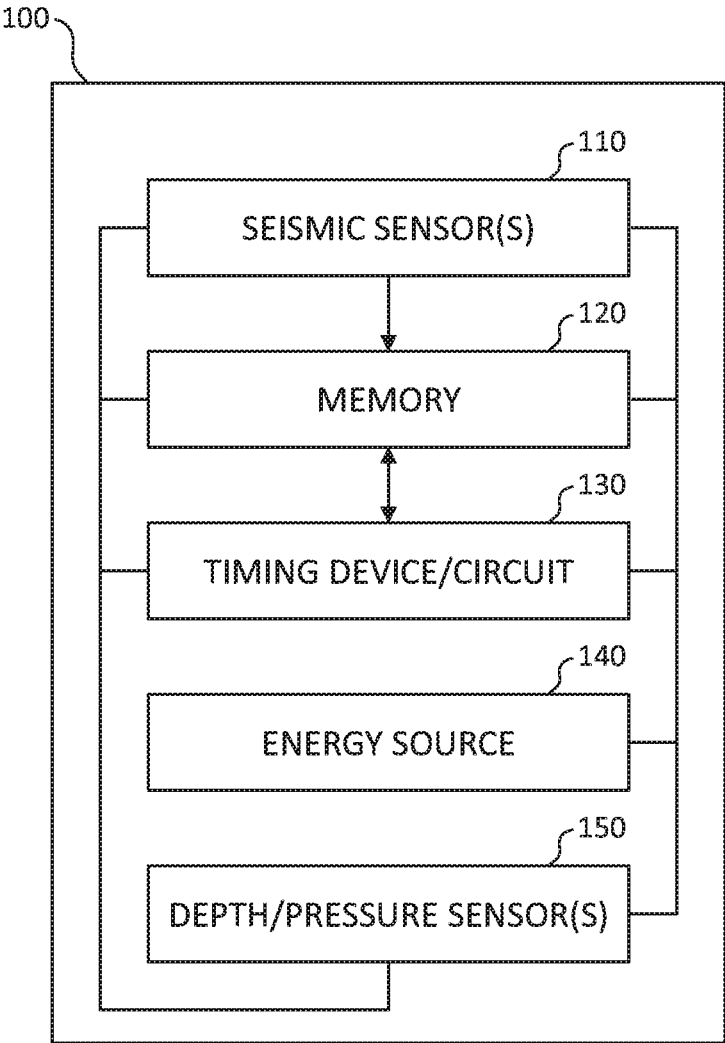 100
110
SEISMIC SENSOR(S)
120
MEMORY
130
TIMING DEVICE/CIRCUIT
140
ENERGY SOURCE
150
DEPTH/PRESSURE SENSOR(S)